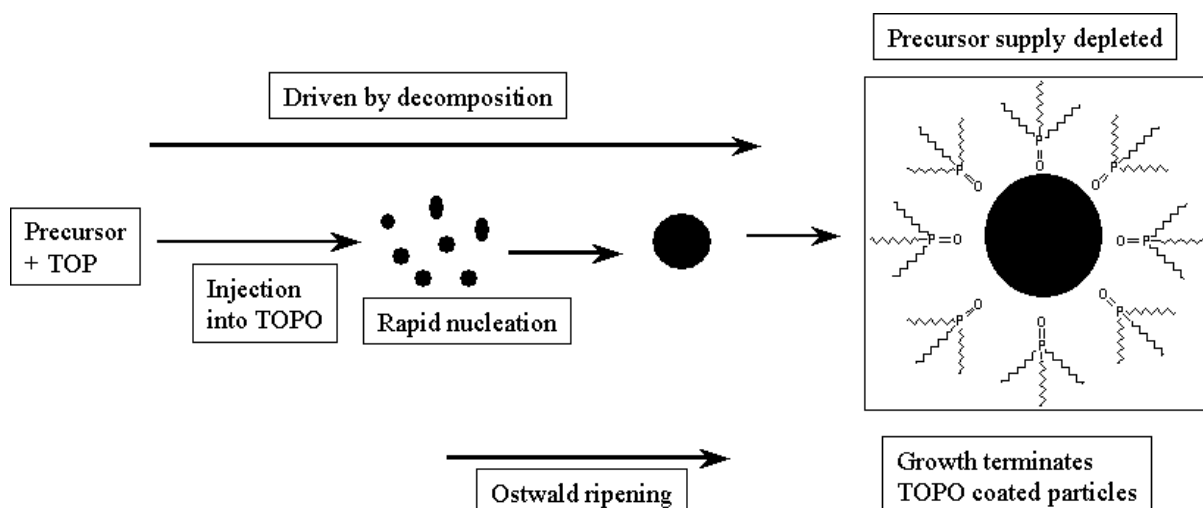 Precursor supply depleted
Driven by decomposition
Precursor
+ TOP
Injection
into TOPO
Rapid nucleation
P
O
P
O
P
O
P=O
O=P
P
O
O
P
O
P
Ostwald ripening
Growth terminates
TOPO coated particles